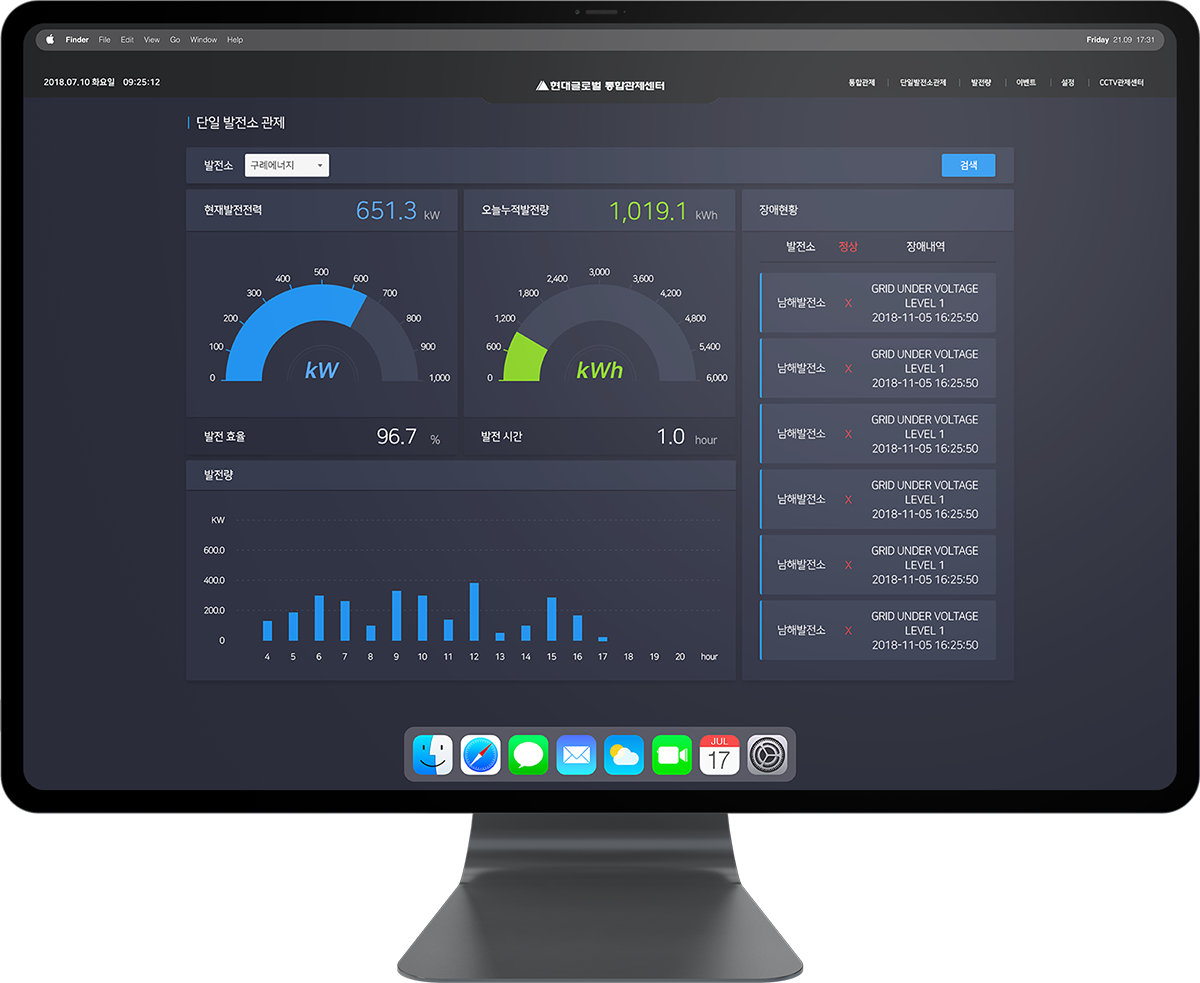 Finder File Edit View Go Window Help
Friday 21.09 17:31
2018.07.10 화요일 09:25:12
현대글로벌 통합관제센터
통합관제 단일발전소관제 발전량 이벤트 설정 CCTV관제센터
단일 발전소 관제
발전소 구례에너지 검색
현재발전전력 651.3 kW
오늘누적발전량 1,019.1 kWh
장애현황
발전소 정상 장애내역
0 100 200 300 400 500 600 700 800 900 1,000
kW
0 600 1,200 1,800 2,400 3,000 3,600 4,200 4,800 5,400 6,000
kWh
발전 효율 96.7 %
발전 시간 1.0 hour
발전량
KW
600.0
400.0
200.0
0
4 5 6 7 8 9 10 11 12 13 14 15 16 17 18 19 20 hour
남해발전소 X GRID UNDER VOLTAGE
LEVEL 1
2018-11-05 16:25:50
남해발전소 X GRID UNDER VOLTAGE
LEVEL 1
2018-11-05 16:25:50
남해발전소 X GRID UNDER VOLTAGE
LEVEL 1
2018-11-05 16:25:50
남해발전소 X GRID UNDER VOLTAGE
LEVEL 1
2018-11-05 16:25:50
남해발전소 X GRID UNDER VOLTAGE
LEVEL 1
2018-11-05 16:25:50
남해발전소 X GRID UNDER VOLTAGE
LEVEL 1
2018-11-05 16:25:50
JUL
17